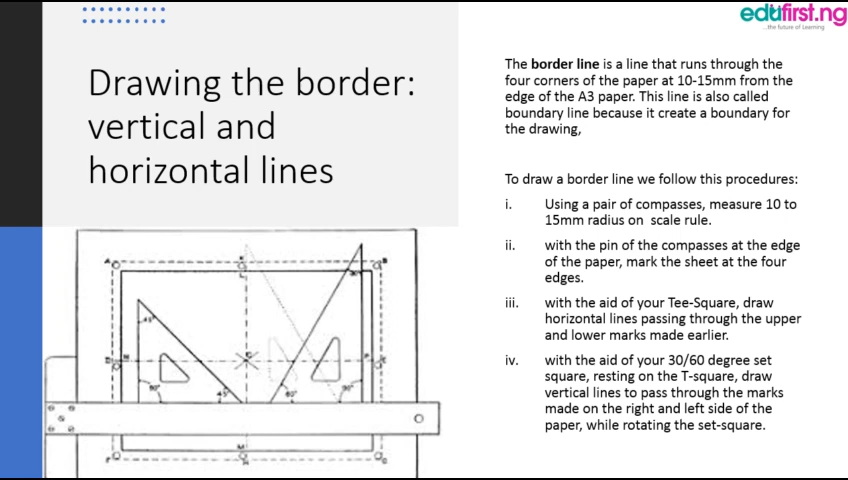 edufirst.ng
...the future of Learning
Drawing the border:
vertical and
horizontal lines
The border line is a line that runs through the
four corners of the paper at 10-15mm from the
edge of the A3 paper. This line is also called
boundary line because it create a boundary for
the drawing,
To draw a border line we follow this procedures:
i. Using a pair of compasses, measure 10 to
15mm radius on scale rule.
ii. with the pin of the compasses at the edge
of the paper, mark the sheet at the four
edges.
iii. with the aid of your Tee-Square, draw
horizontal lines passing through the upper
and lower marks made earlier.
iv. with the aid of your 30/60 degree set
square, resting on the T-square, draw
vertical lines to pass through the marks
made on the right and left side of the
paper, while rotating the set-square.
A
B
45°
90°
45°
60°
90°
M